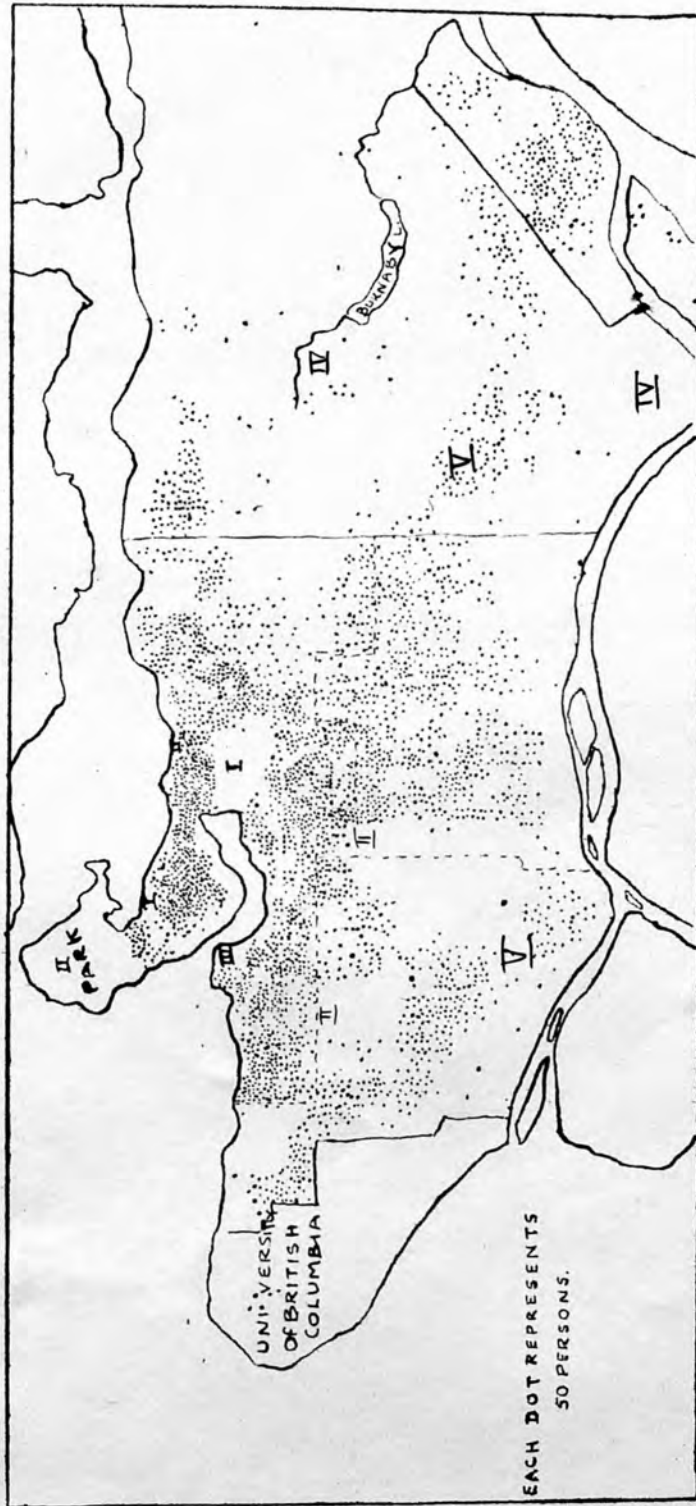 II
PARK
I
III
IV
BURNABY L.
II
II
V
V
IV
UNIVERSITY
OF BRITISH
COLUMBIA
EACH DOT REPRESENTS
50 PERSONS.